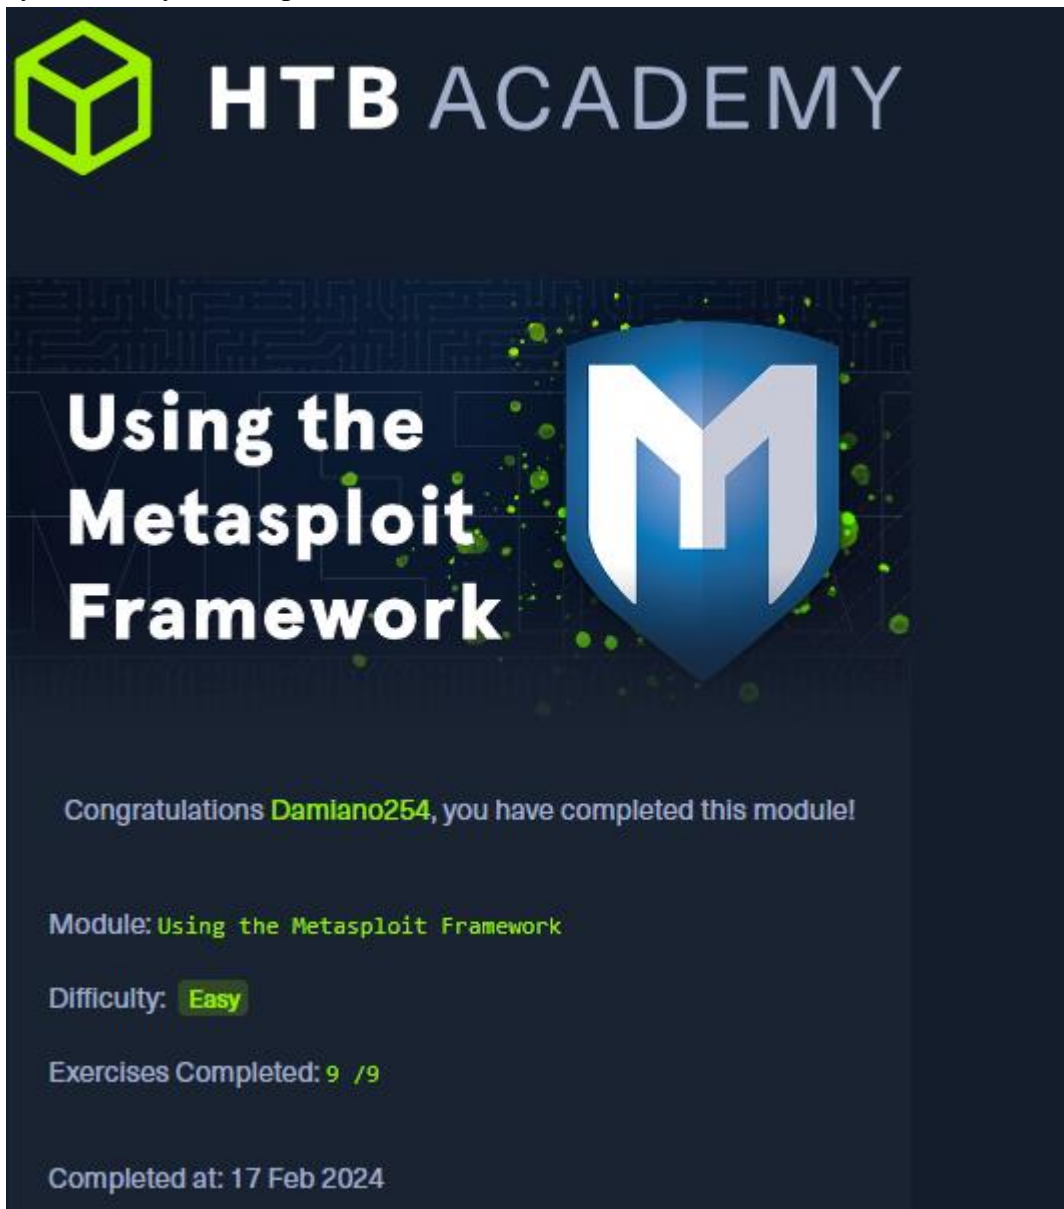 HTB ACADEMY
Using the
Metasploit
Framework
Congratulations Damiano254, you have completed this module!
Module: Using the Metasploit Framework
Difficulty: Easy
Exercises Completed: 9 /9
Completed at: 17 Feb 2024